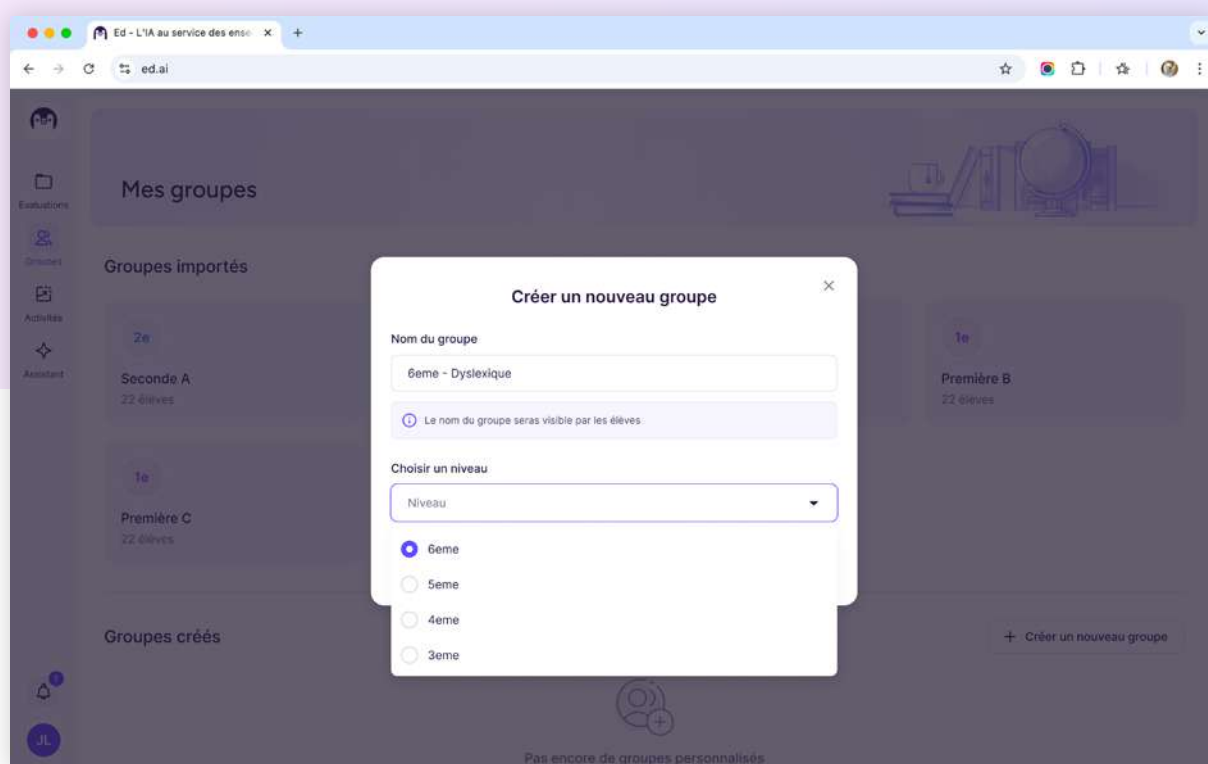 Ed - L'IA au service des ense
ed.ai
Mes groupes
Evaluations
Groupes
Activités
Assistant
Groupes importés
2e
Seconde A
22 élèves
1e
Première B
22 élèves
1e
Première C
22 élèves
Créer un nouveau groupe
Nom du groupe
6eme - Dyslexique
Le nom du groupe seras visible par les élèves
Choisir un niveau
Niveau
6eme
5eme
4eme
3eme
Groupes créés
+ Créer un nouveau groupe
Pas encore de groupes personnalisés
JL